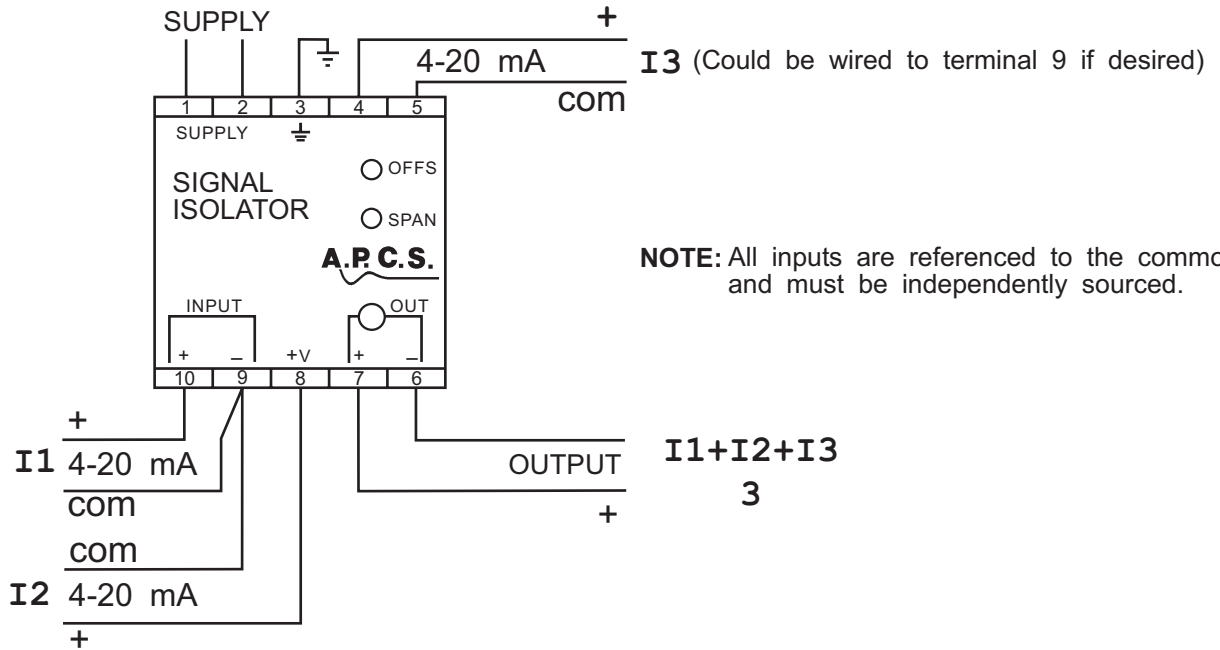 SUPPLY
+
4-20 mA
I3 (Could be wired to terminal 9 if desired)
com
1 2 3 4 5
SUPPLY
OFFS
SIGNAL
ISOLATOR
SPAN
A.P.C.S.
NOTE: All inputs are referenced to the commo
and must be independently sourced.
INPUT
OUT
+ – +V + –
10 9 8 7 6
+
I1 4-20 mA
com
OUTPUT
+
I1+I2+I3
3
com
I2 4-20 mA
+